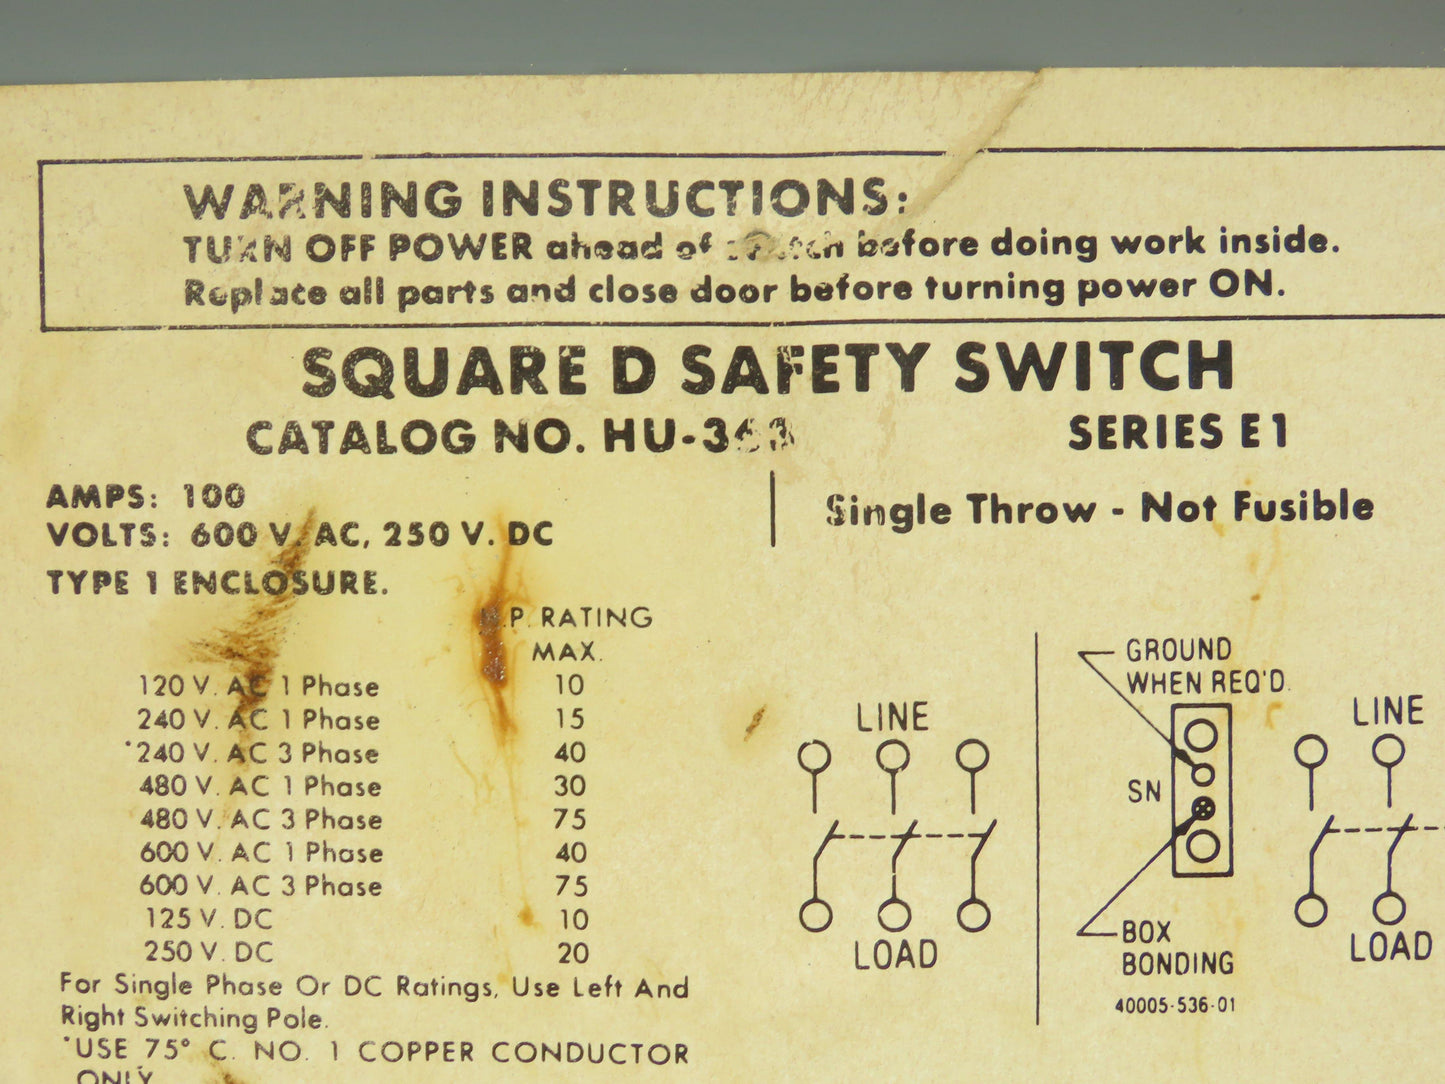 WARNING INSTRUCTIONS:
TURN OFF POWER ahead of switch before doing work inside.
Replace all parts and close door before turning power ON.
SQUARE D SAFETY SWITCH
CATALOG NO. HU-363 SERIES E1
AMPS: 100
VOLTS: 600 V. AC, 250 V. DC
TYPE 1 ENCLOSURE.
Single Throw - Not Fusible
H.P. RATING
MAX.
120 V. AC 1 Phase 10
240 V. AC 1 Phase 15
*240 V. AC 3 Phase 40
480 V. AC 1 Phase 30
480 V. AC 3 Phase 75
600 V. AC 1 Phase 40
600 V. AC 3 Phase 75
125 V. DC 10
250 V. DC 20
For Single Phase Or DC Ratings, Use Left And
Right Switching Pole.
*USE 75° C. NO. 1 COPPER CONDUCTOR
ONLY
LINE
LOAD
GROUND
WHEN REQ'D.
SN
BOX
BONDING
40005-536-01
LINE
LOAD